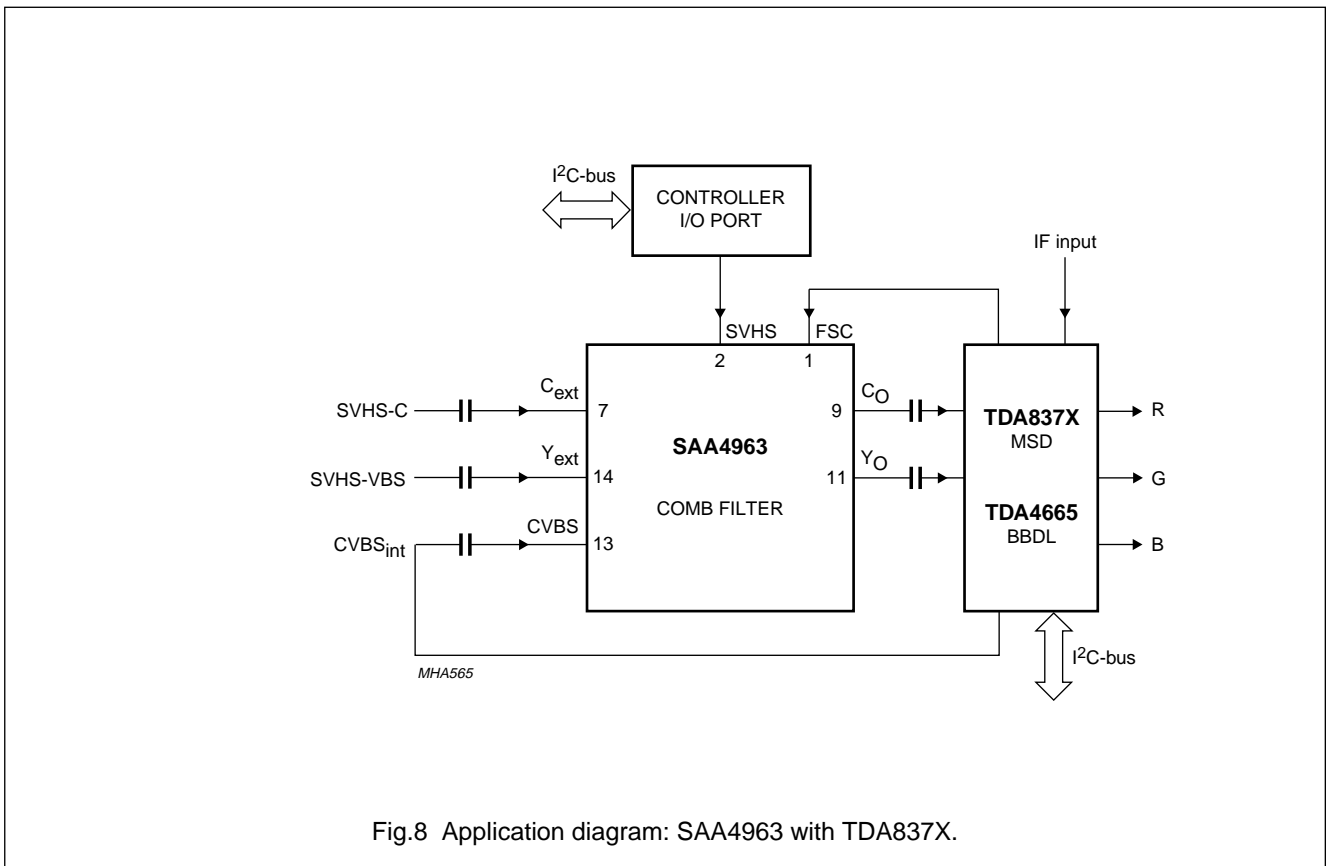 I²C-bus
CONTROLLER
I/O PORT
IF input
SVHS
FSC
2
1
SVHS-C
Cext
7
9
CO
SVHS-VBS
Yext
14
11
YO
CVBSint
CVBS
13
SAA4963
COMB FILTER
TDA837X
MSD
TDA4665
BBDL
R
G
B
I²C-bus
MHA565
Fig.8 Application diagram: SAA4963 with TDA837X.